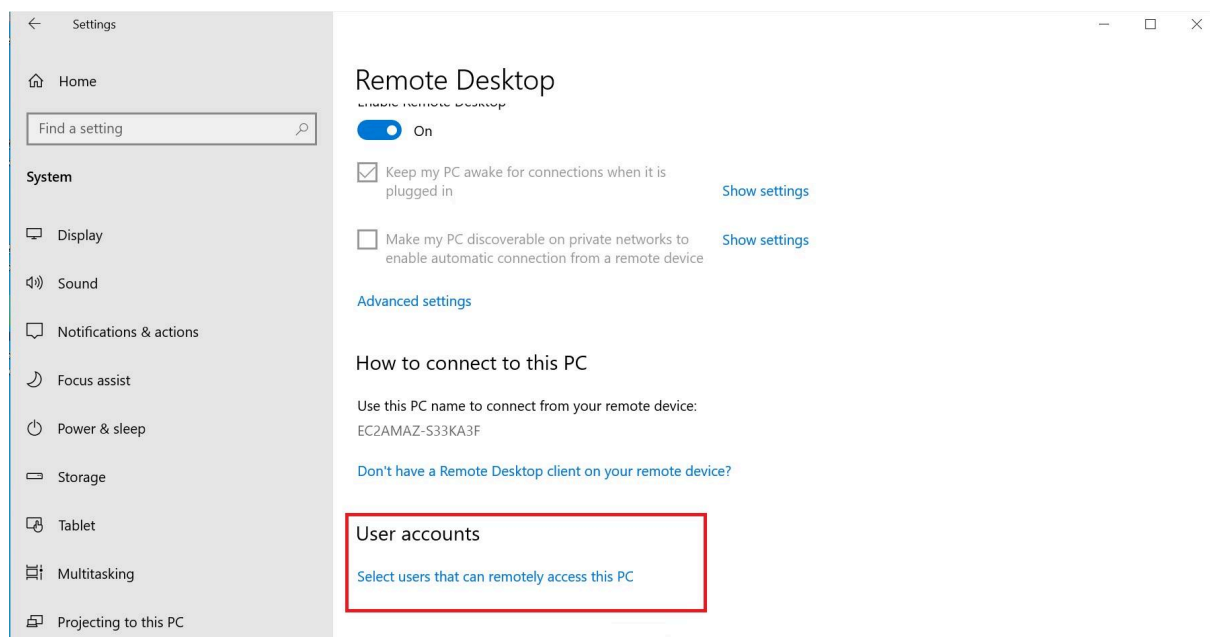 Settings
Home
Find a setting
System
Display
Sound
Notifications & actions
Focus assist
Power & sleep
Storage
Tablet
Multitasking
Projecting to this PC
Remote Desktop
Enable Remote Desktop
On
Keep my PC awake for connections when it is
plugged in
Show settings
Make my PC discoverable on private networks to
enable automatic connection from a remote device
Show settings
Advanced settings
How to connect to this PC
Use this PC name to connect from your remote device:
EC2AMAZ-S33KA3F
Don't have a Remote Desktop client on your remote device?
User accounts
Select users that can remotely access this PC